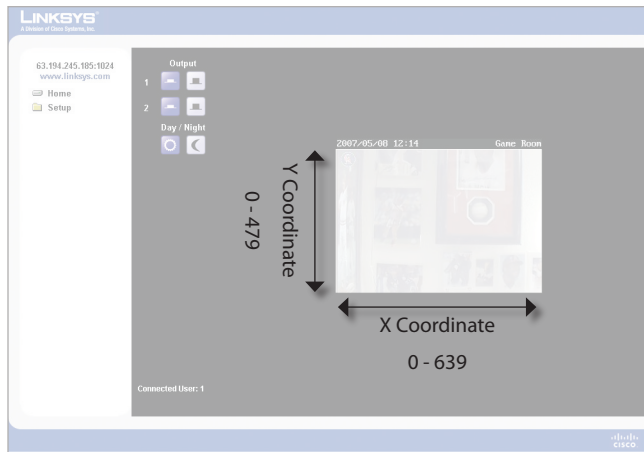 LINKSYS®
A Division of Cisco Systems, Inc.
63.194.245.185:1024
www.linksys.com
Home
Setup
Output
1
2
Day / Night
2007/05/08 12:14 Game Room
Y Coordinate
0 - 479
X Coordinate
0 - 639
Connected User: 1
CISCO